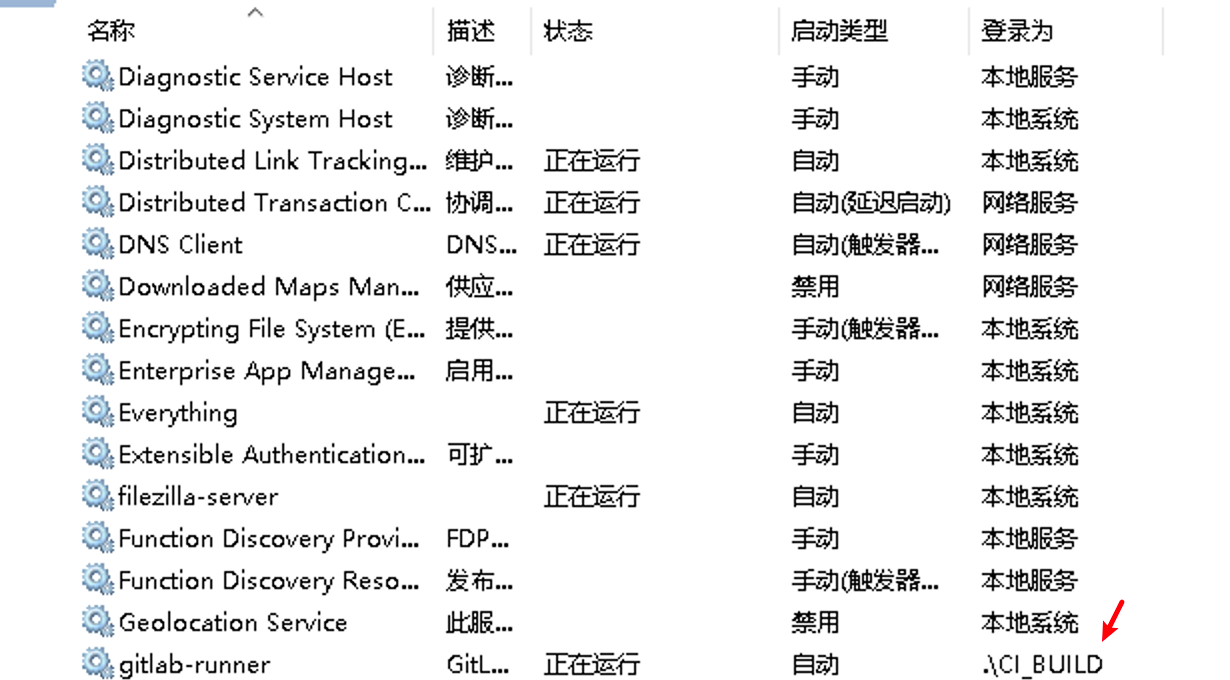 名称 描述 状态 启动类型 登录为
Diagnostic Service Host 诊断... 手动 本地服务
Diagnostic System Host 诊断... 手动 本地系统
Distributed Link Tracking... 维护... 正在运行 自动 本地系统
Distributed Transaction C... 协调... 正在运行 自动(延迟启动) 网络服务
DNS Client DNS... 正在运行 自动(触发器... 网络服务
Downloaded Maps Man... 供应... 禁用 网络服务
Encrypting File System (E... 提供... 手动(触发器... 本地系统
Enterprise App Manage... 启用... 手动 本地系统
Everything 正在运行 自动 本地系统
Extensible Authentication... 可扩... 手动 本地系统
filezilla-server 正在运行 自动 本地系统
Function Discovery Provi... FDP... 手动 本地服务
Function Discovery Reso... 发布... 手动(触发器... 本地服务
Geolocation Service 此服... 禁用 本地系统
gitlab-runner GitL... 正在运行 自动 .\CI_BUILD